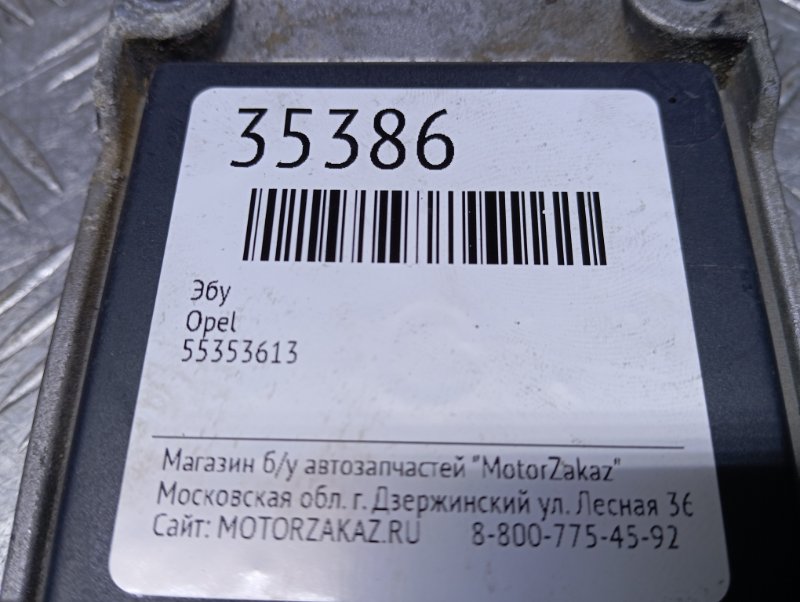 35386
Эбу
Opel
55353613
Магазин б/у автозапчастей "MotorZakaz"
Московская обл. г. Дзержинский ул. Лесная 36
Сайт: MOTORZAKAZ.RU 8-800-775-45-92